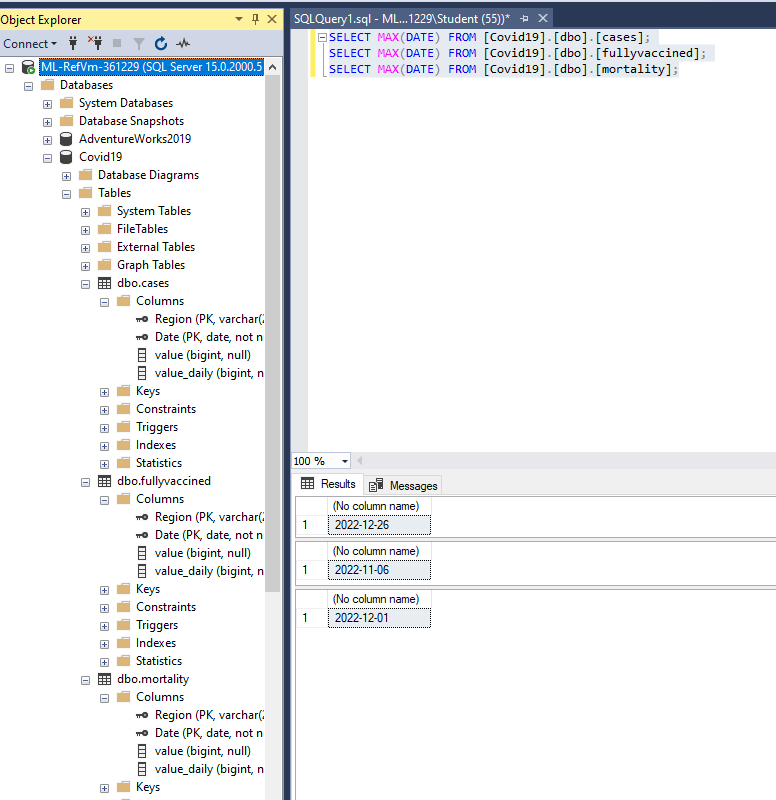 Object Explorer
Connect
ML-RefVm-361229 (SQL Server 15.0.2000.5
Databases
System Databases
Database Snapshots
AdventureWorks2019
Covid19
Database Diagrams
Tables
System Tables
FileTables
External Tables
Graph Tables
dbo.cases
Columns
Region (PK, varchar(2
Date (PK, date, not n
value (bigint, null)
value_daily (bigint, n
Keys
Constraints
Triggers
Indexes
Statistics
dbo.fullyvaccined
Columns
Region (PK, varchar(2
Date (PK, date, not n
value (bigint, null)
value_daily (bigint, n
Keys
Constraints
Triggers
Indexes
Statistics
dbo.mortality
Columns
Region (PK, varchar(2
Date (PK, date, not n
value (bigint, null)
value_daily (bigint, n
Keys
SQLQuery1.sql - ML...1229\Student (55))*
SELECT MAX(DATE) FROM [Covid19].[dbo].[cases];
SELECT MAX(DATE) FROM [Covid19].[dbo].[fullyvaccined];
SELECT MAX(DATE) FROM [Covid19].[dbo].[mortality];
100 %
Results Messages
(No column name)
1 2022-12-26
(No column name)
1 2022-11-06
(No column name)
1 2022-12-01